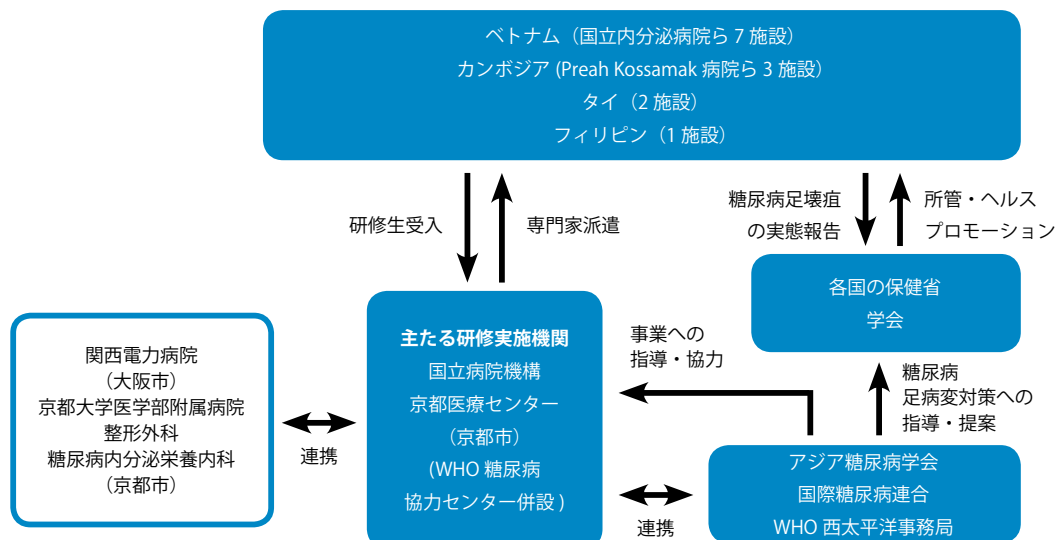 ベトナム（国立内分泌病院ら 7 施設）
カンボジア (Preah Kossamak 病院ら 3 施設）
タイ（2 施設）
フィリピン（1 施設）
研修生受入
専門家派遣
糖尿病足壊疽
の実態報告
所管・ヘルス
プロモーション
各国の保健省
学会
関西電力病院
（大阪市）
京都大学医学部附属病院
整形外科
糖尿病内分泌栄養内科
（京都市）
連携
主たる研修実施機関
国立病院機構
京都医療センター
（京都市）
(WHO 糖尿病
協力センター併設 )
事業への
指導・協力
糖尿病
足病変対策への
指導・提案
連携
アジア糖尿病学会
国際糖尿病連合
WHO 西太平洋事務局